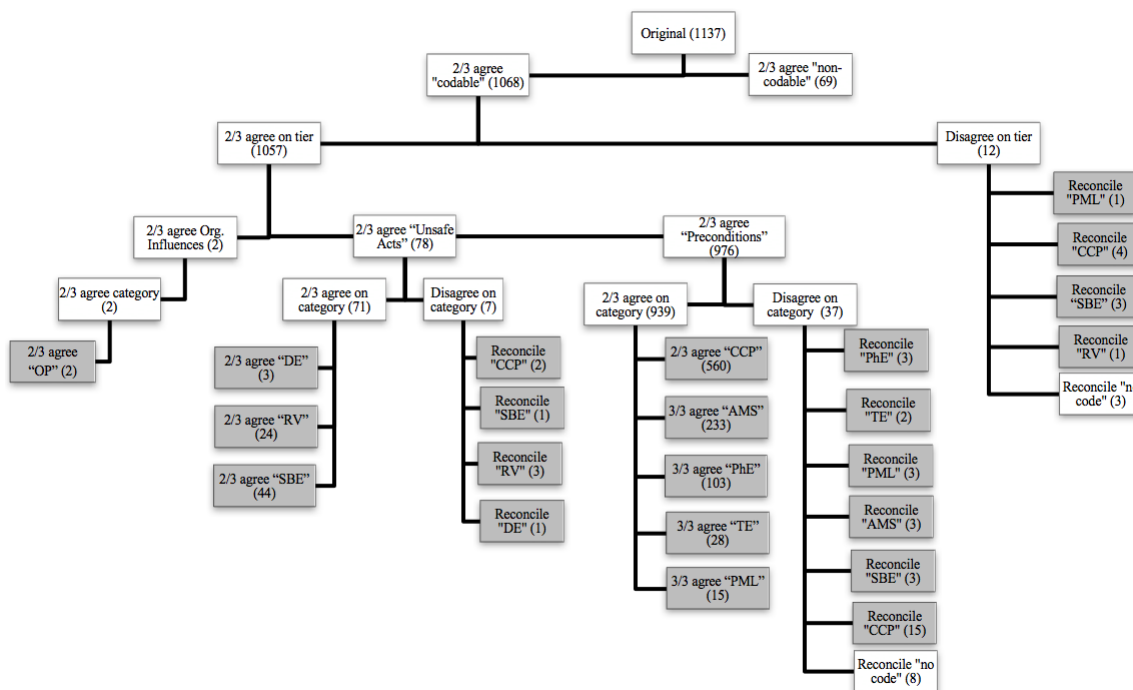 Original (1137)
2/3 agree
"codable" (1068)
2/3 agree "non-
codable" (69)
2/3 agree on tier
(1057)
Disagree on tier
(12)
Reconcile
"PML" (1)
Reconcile
"CCP" (4)
Reconcile
"SBE" (3)
Reconcile
"RV" (1)
Reconcile "n
code" (3)
2/3 agree Org.
Influences (2)
2/3 agree “Unsafe
Acts” (78)
2/3 agree
“Preconditions”
(976)
2/3 agree category
(2)
2/3 agree
“OP” (2)
2/3 agree on
category (71)
Disagree on
category (7)
2/3 agree “DE”
(3)
2/3 agree “RV”
(24)
2/3 agree “SBE”
(44)
Reconcile
"CCP" (2)
Reconcile
"SBE" (1)
Reconcile
"RV" (3)
Reconcile
"DE" (1)
2/3 agree on
category (939)
Disagree on
category (37)
2/3 agree “CCP”
(560)
3/3 agree “AMS”
(233)
3/3 agree “PhE”
(103)
3/3 agree “TE”
(28)
3/3 agree “PML”
(15)
Reconcile
"PhE" (3)
Reconcile
"TE" (2)
Reconcile
"PML" (3)
Reconcile
"AMS" (3)
Reconcile
"SBE" (3)
Reconcile
"CCP" (15)
Reconcile "no
code" (8)